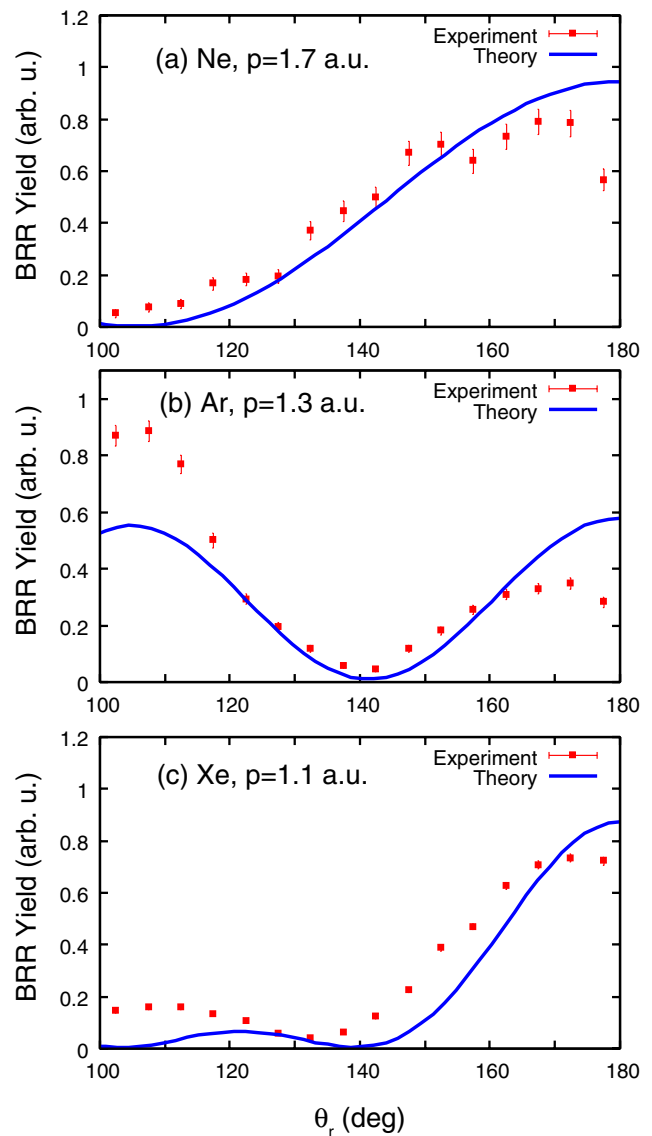 1.2
Experiment
(a) Ne, p=1.7 a.u.
Theory
1
0.8
0.6
0.4
0.2
0
BRR Yield (arb. u.)
100 120 140 160 180
1.2
Experiment
(b) Ar, p=1.3 a.u.
Theory
1
0.8
0.6
0.4
0.2
0
BRR Yield (arb. u.)
100 120 140 160 180
1.2
Experiment
(c) Xe, p=1.1 a.u.
Theory
1
0.8
0.6
0.4
0.2
0
BRR Yield (arb. u.)
100 120 140 160 180
θr (deg)